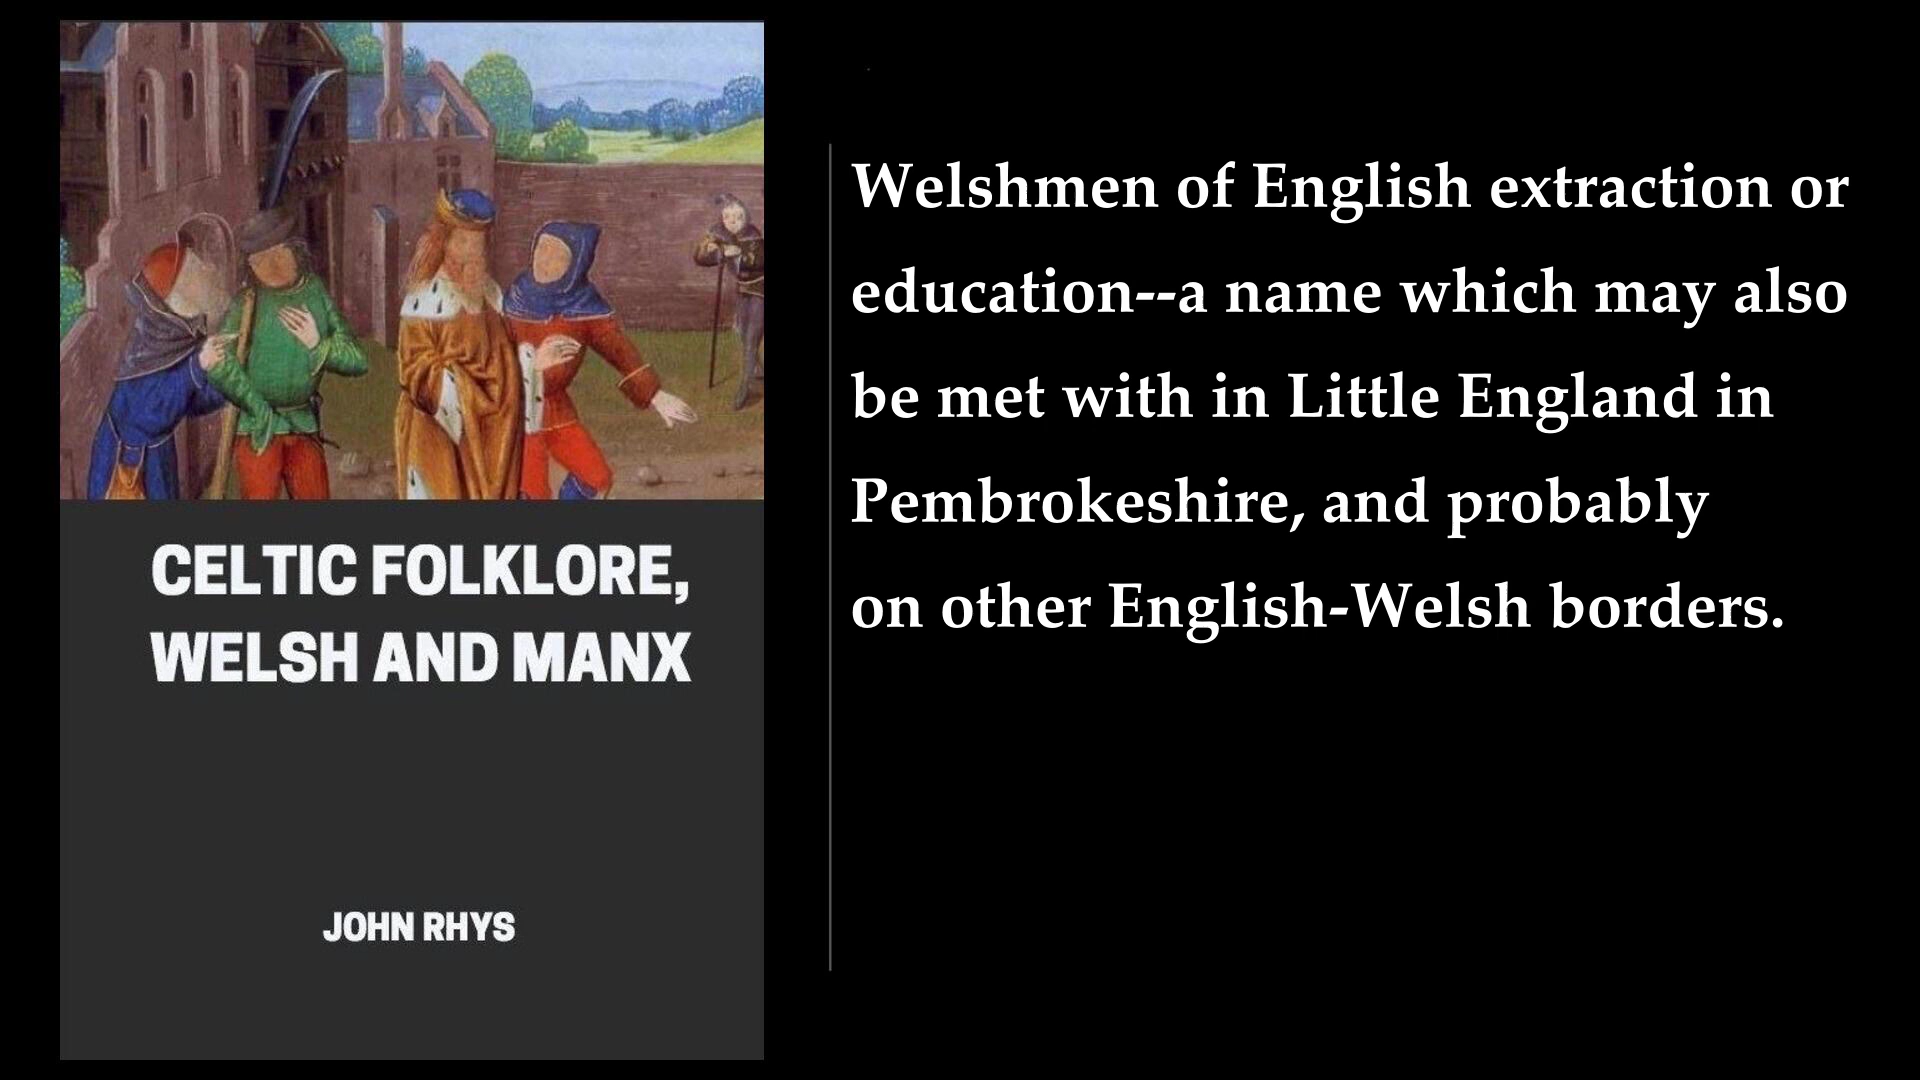 CELTIC FOLKLORE,
WELSH AND MANX
JOHN RHYS
Welshmen of English extraction or
education--a name which may also
be met with in Little England in
Pembrokeshire, and probably
on other English-Welsh borders.